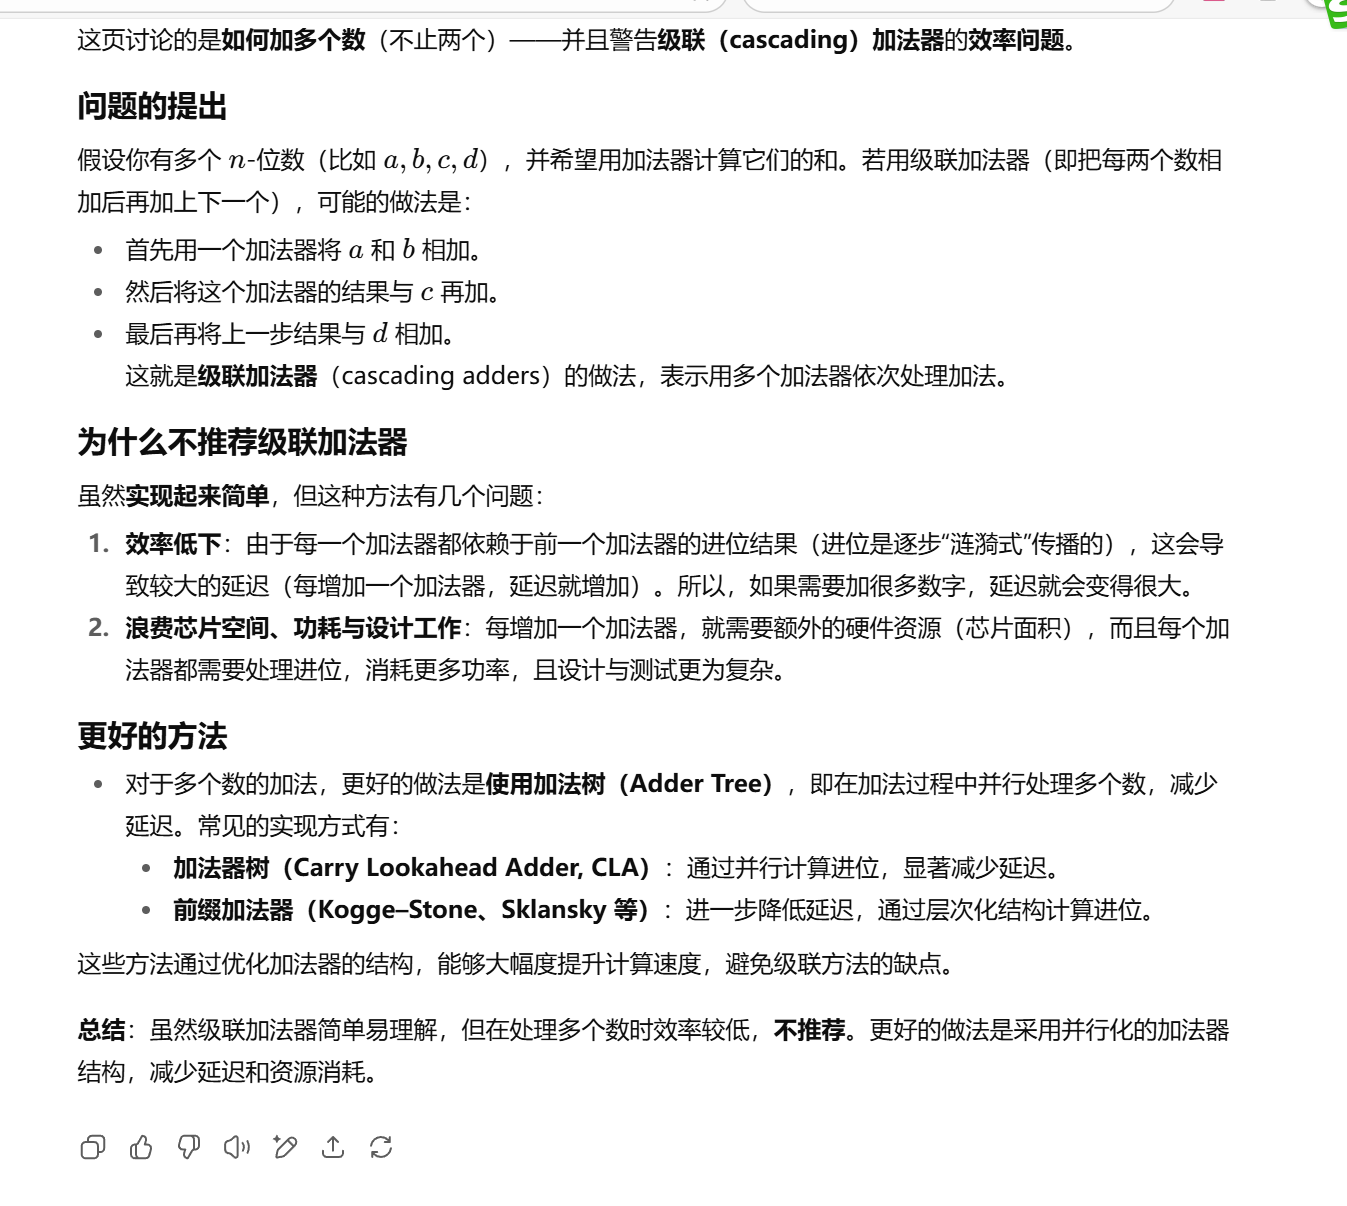 这页讨论的是如何加多个数（不止两个）——并且警告级联（cascading）加法器的效率问题。
问题的提出
假设你有多个 n-位数（比如 a, b, c, d），并希望用加法器计算它们的和。若用级联加法器（即把每两个数相
加后再加上下一个），可能的做法是：
• 首先用一个加法器将 a 和 b 相加。
• 然后将这个加法器的结果与 c 再加。
• 最后再将上一步结果与 d 相加。
这就是级联加法器（cascading adders）的做法，表示用多个加法器依次处理加法。
为什么不推荐级联加法器
虽然实现起来简单，但这种方法有几个问题：
1. 效率低下：由于每一个加法器都依赖于前一个加法器的进位结果（进位是逐步“涟漪式”传播的），这会导
致较大的延迟（每增加一个加法器，延迟就增加）。所以，如果需要加很多数字，延迟就会变得很大。
2. 浪费芯片空间、功耗与设计工作：每增加一个加法器，就需要额外的硬件资源（芯片面积），而且每个加
法器都需要处理进位，消耗更多功率，且设计与测试更为复杂。
更好的方法
• 对于多个数的加法，更好的做法是使用加法树（Adder Tree），即在加法过程中并行处理多个数，减少
延迟。常见的实现方式有：
• 加法器树（Carry Lookahead Adder, CLA）：通过并行计算进位，显著减少延迟。
• 前缀加法器（Kogge–Stone、Sklansky 等）：进一步降低延迟，通过层次化结构计算进位。
这些方法通过优化加法器的结构，能够大幅度提升计算速度，避免级联方法的缺点。
总结：虽然级联加法器简单易理解，但在处理多个数时效率较低，不推荐。更好的做法是采用并行化的加法器
结构，减少延迟和资源消耗。